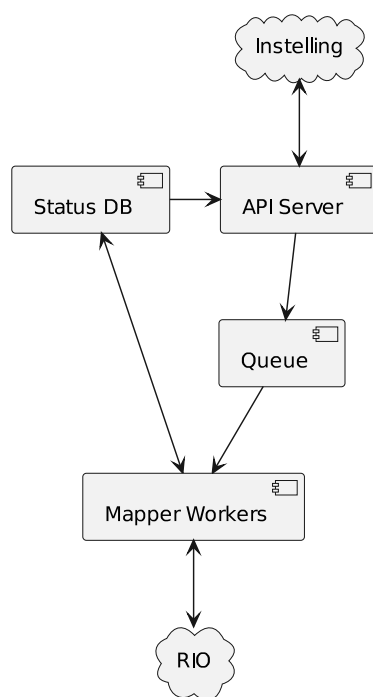 Instelling
Status DB
API Server
Queue
Mapper Workers
RIO